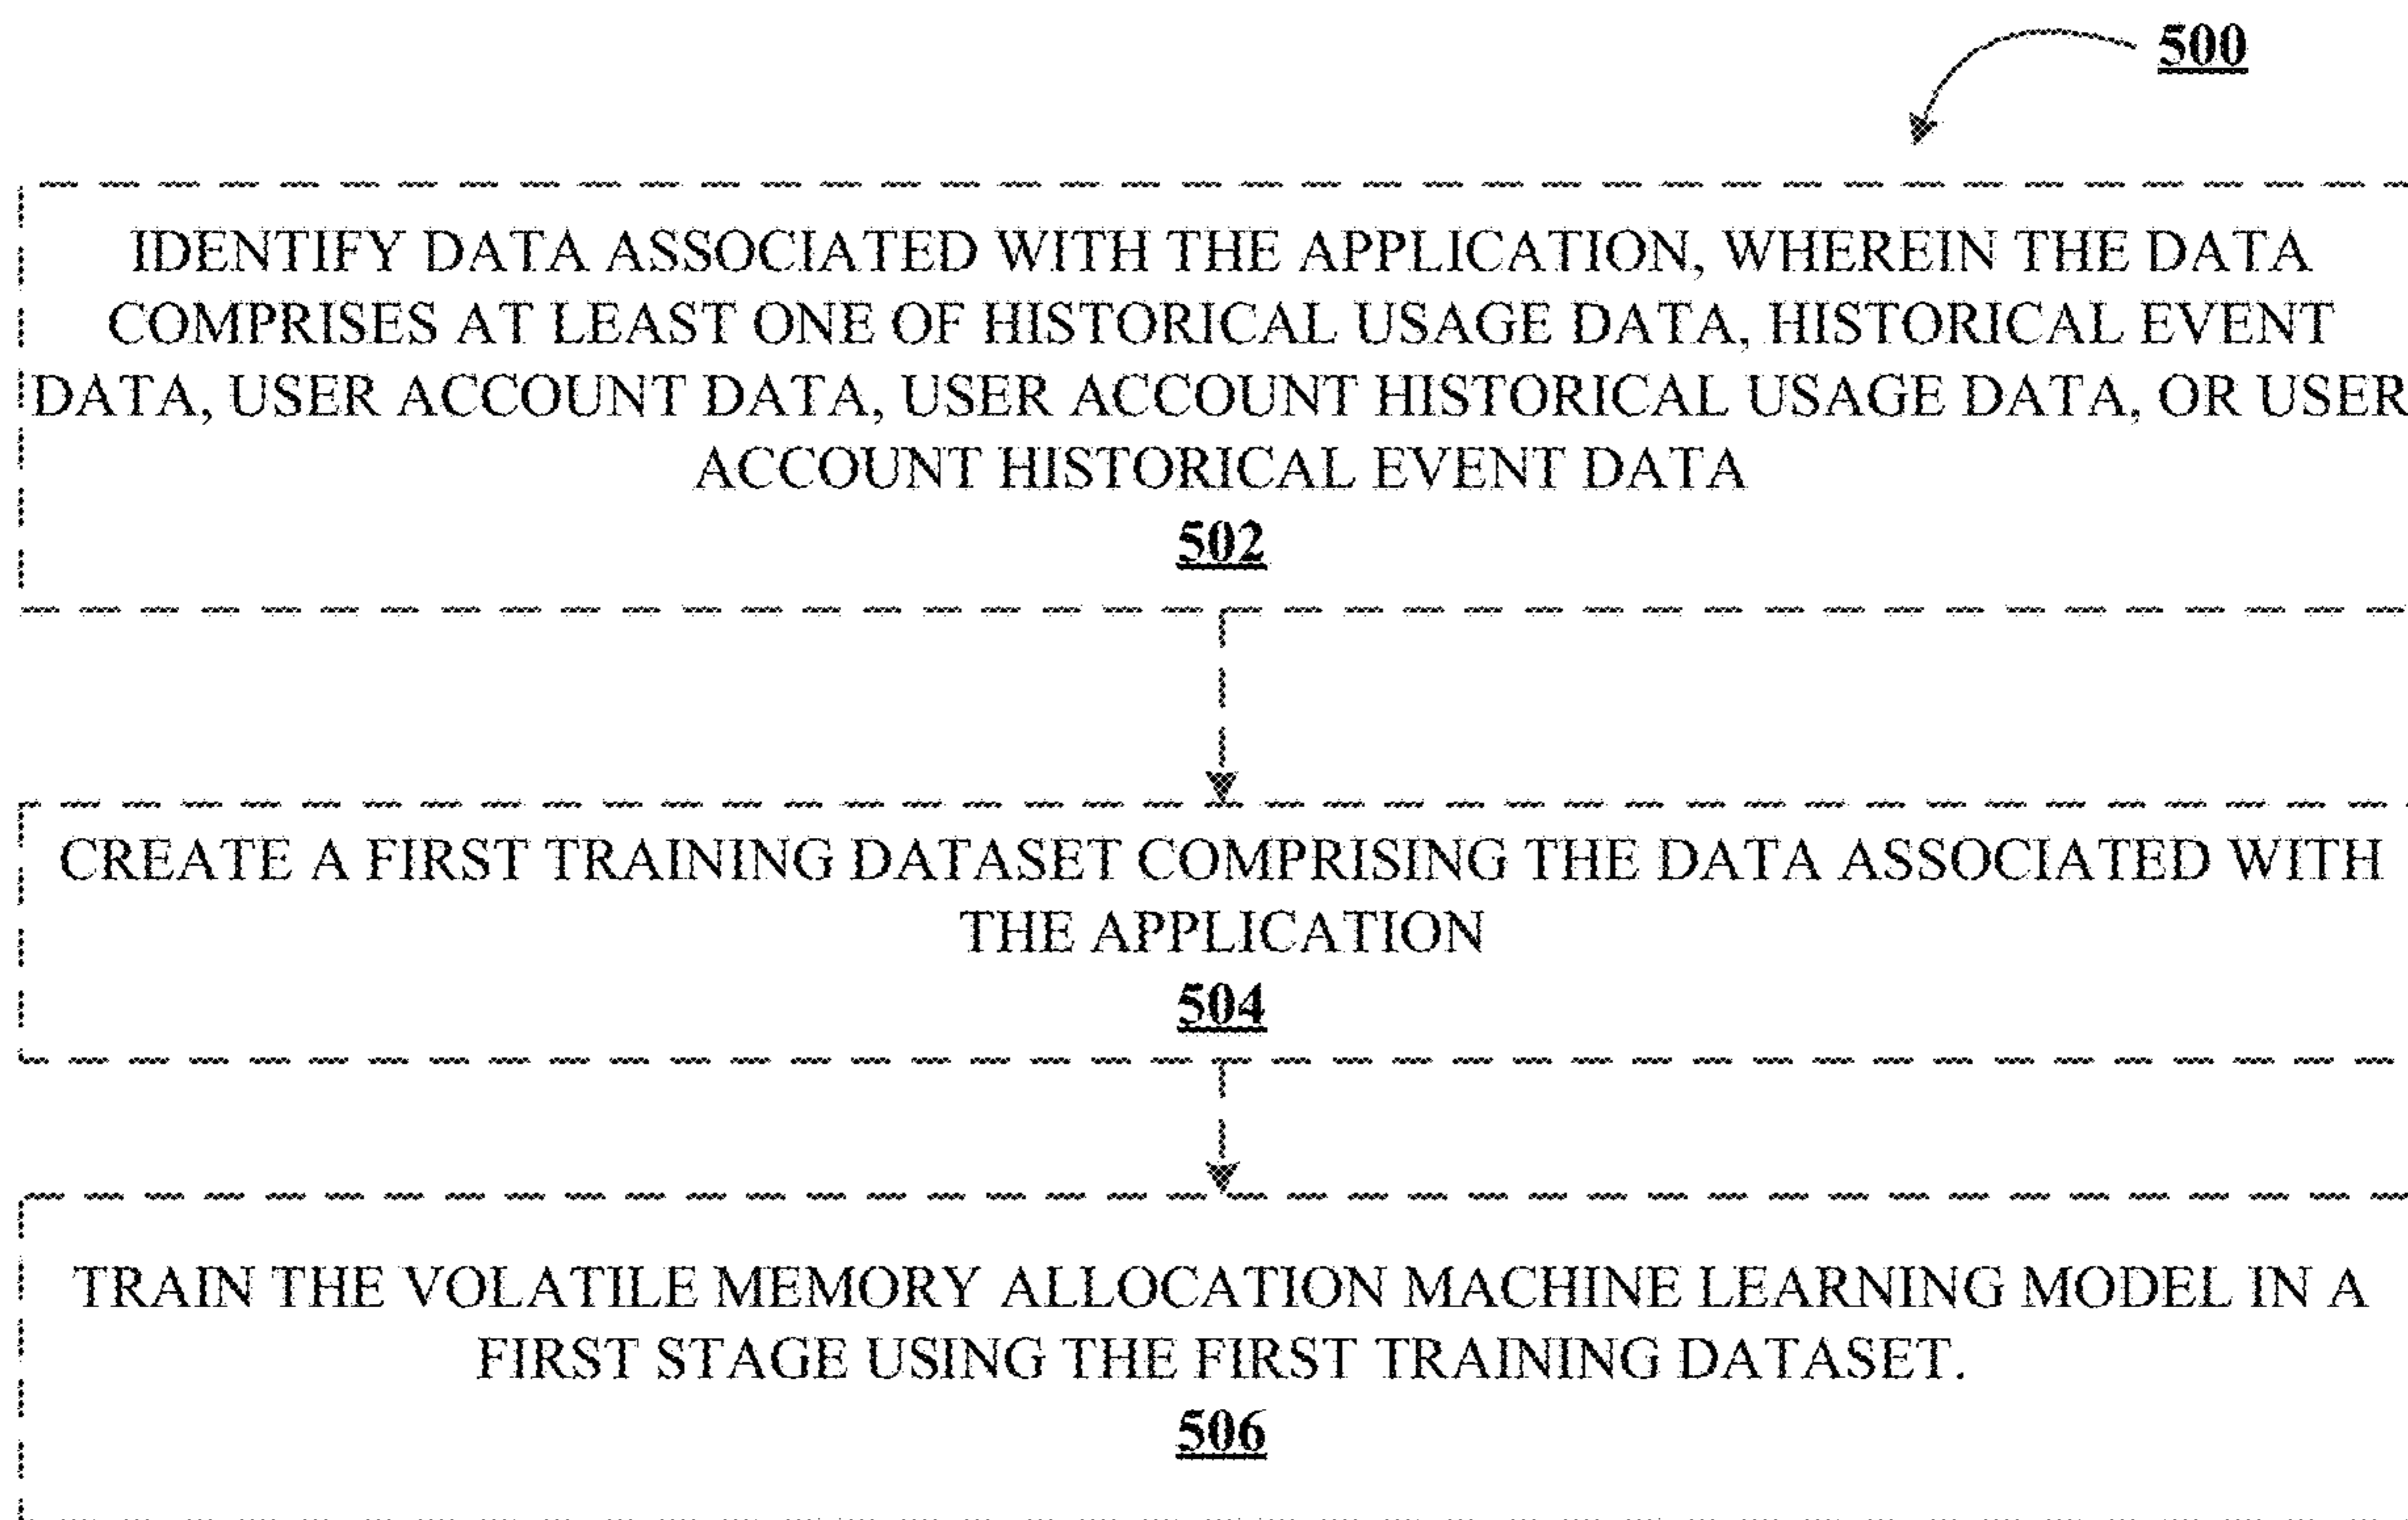 500
IDENTIFY DATA ASSOCIATED WITH THE APPLICATION, WHEREIN THE DATA
COMPRISES AT LEAST ONE OF HISTORICAL USAGE DATA, HISTORICAL EVENT
DATA, USER ACCOUNT DATA, USER ACCOUNT HISTORICAL USAGE DATA, OR USER
ACCOUNT HISTORICAL EVENT DATA
502
CREATE A FIRST TRAINING DATASET COMPRISING THE DATA ASSOCIATED WITH
THE APPLICATION
504
TRAIN THE VOLATILE MEMORY ALLOCATION MACHINE LEARNING MODEL IN A
FIRST STAGE USING THE FIRST TRAINING DATASET.
506